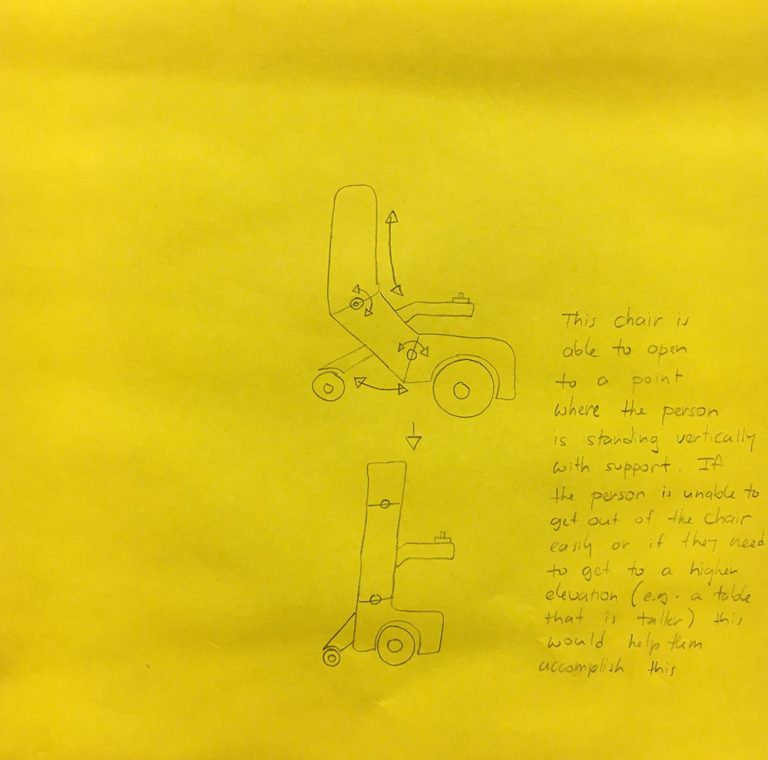 This chair is
able to open
to a point
where the person
is standing vertically
with support. If
the person is unable to
get out of the chair
easily or if they need
to get to a higher
elevation (e.g. a table
that is taller) this
would help them
accomplish this